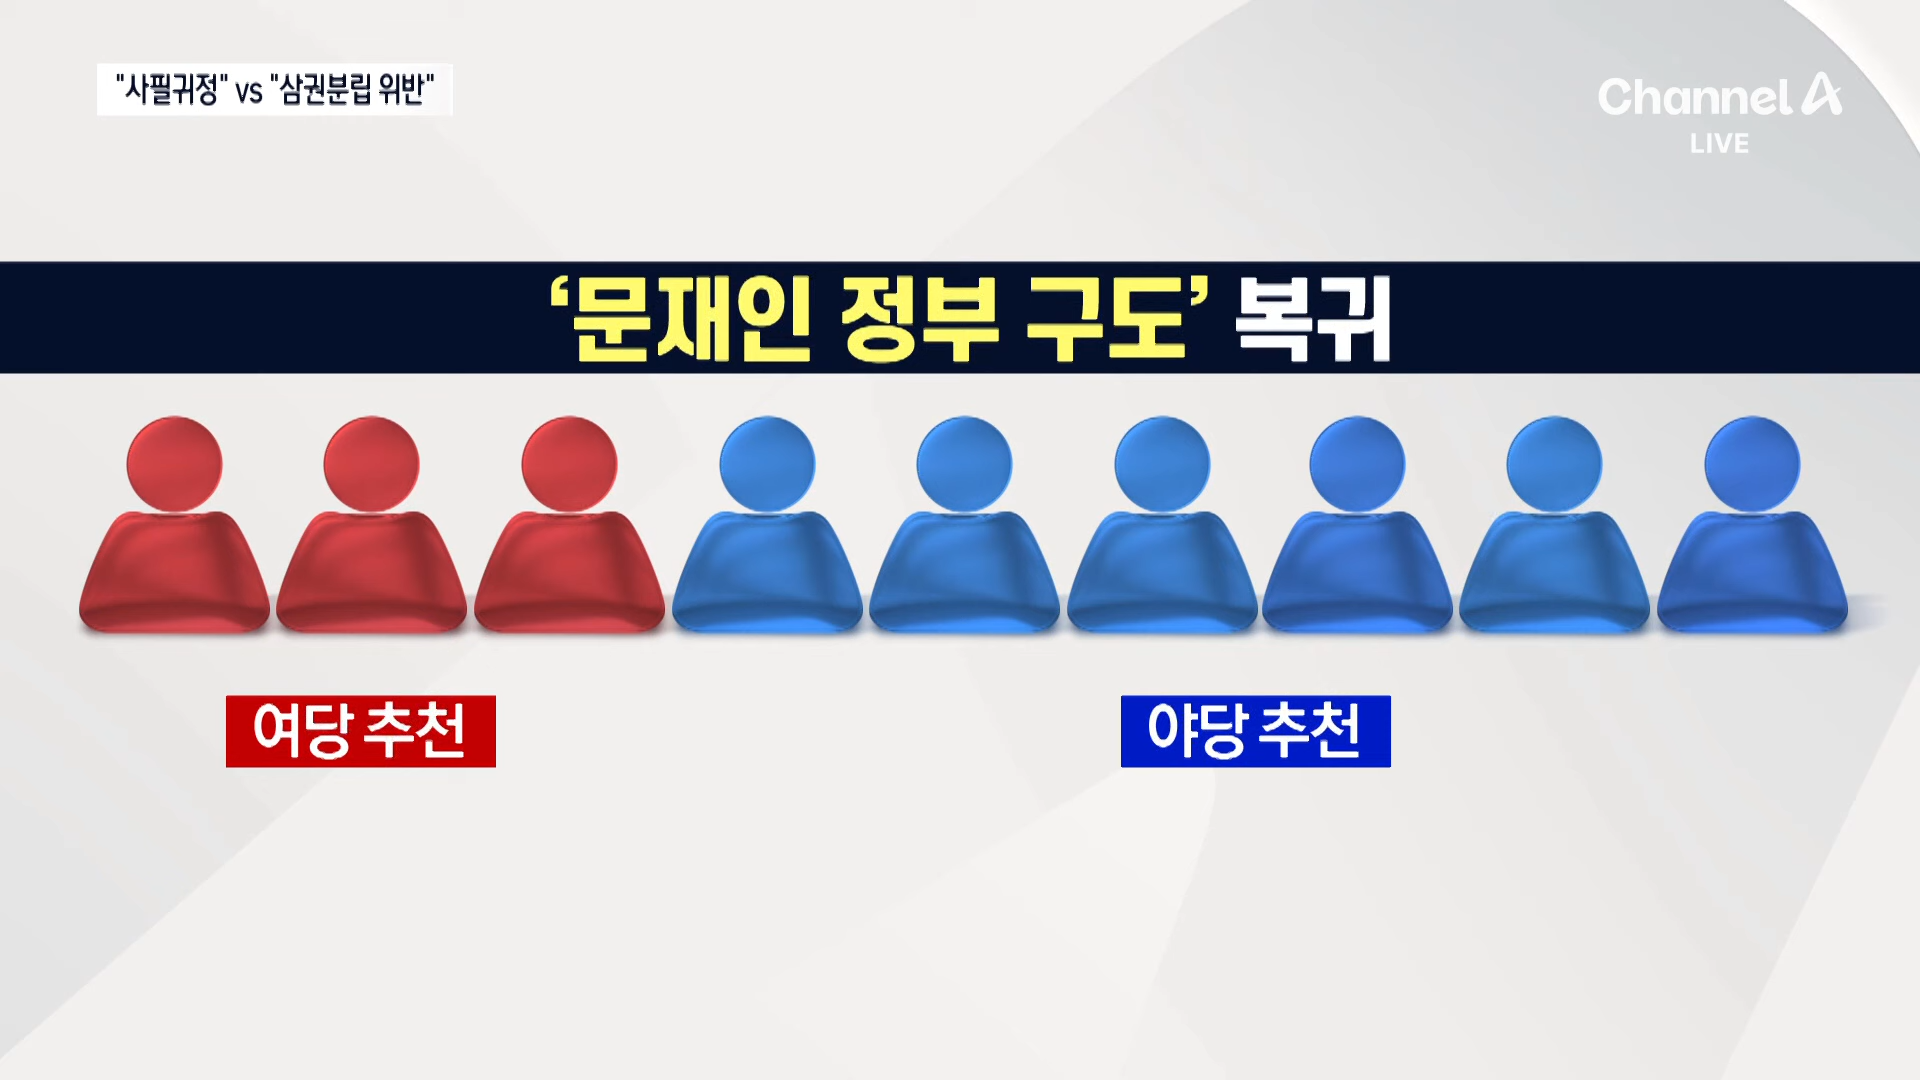 "사필귀정" vs "삼권분립 위반"
Channel A
LIVE
‘문재인 정부 구도’ 복귀
여당 추천
야당 추천